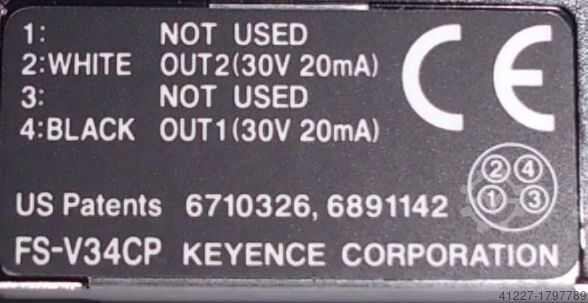 1: NOT USED
2:WHITE OUT2(30V 20mA)
3: NOT USED
4:BLACK OUT1(30V 20mA)
CE
2 4
1 3
US Patents 6710326, 6891142
FS-V34CP KEYENCE CORPORATION
41227-1797789